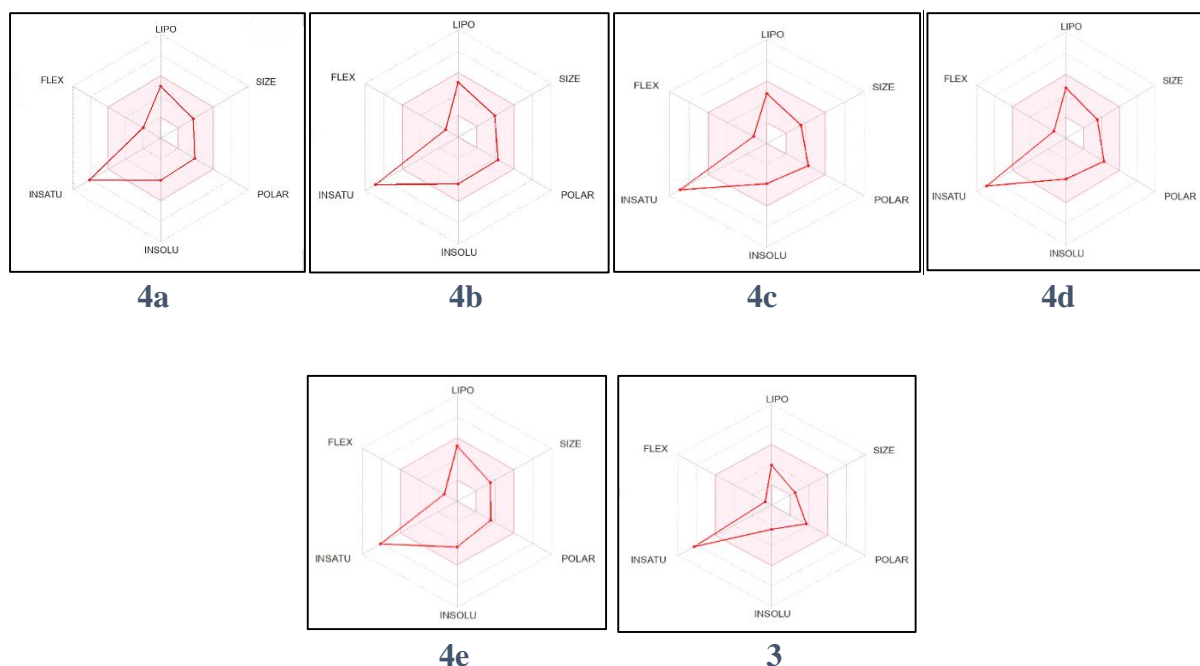 LIPO
FLEX
SIZE
INSATU
POLAR
INSOLU
4a
LIPO
FLEX
SIZE
INSATU
POLAR
INSOLU
4b
LIPO
FLEX
SIZE
INSATU
POLAR
INSOLU
4c
LIPO
FLEX
SIZE
INSATU
POLAR
INSOLU
4d
LIPO
FLEX
SIZE
INSATU
POLAR
INSOLU
4e
LIPO
FLEX
SIZE
INSATU
POLAR
INSOLU
3